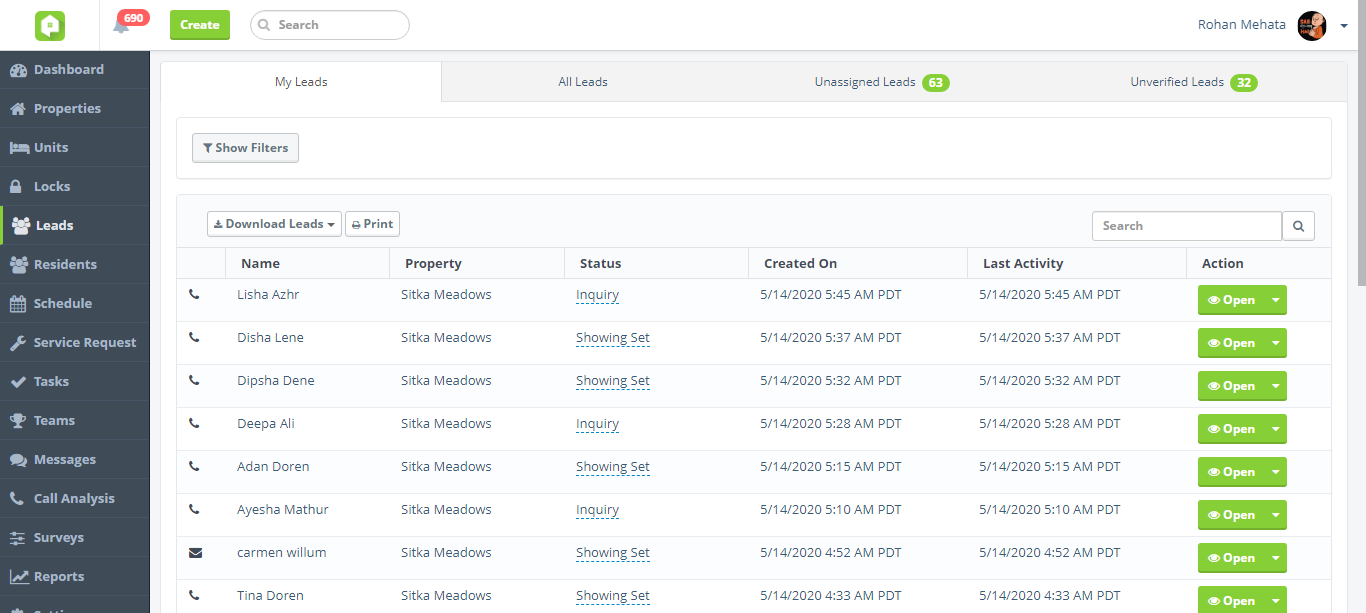 690
Create
Search
Rohan Mehata
Dashboard
Properties
Units
Locks
Leads
Residents
Schedule
Service Request
Tasks
Teams
Messages
Call Analysis
Surveys
Reports
My Leads All Leads Unassigned Leads 63 Unverified Leads 32
Show Filters
Download Leads Print Search
Name Property Status Created On Last Activity Action
Lisha Azhr Sitka Meadows Inquiry 5/14/2020 5:45 AM PDT 5/14/2020 5:45 AM PDT Open
Disha Lene Sitka Meadows Showing Set 5/14/2020 5:37 AM PDT 5/14/2020 5:37 AM PDT Open
Dipsha Dene Sitka Meadows Showing Set 5/14/2020 5:32 AM PDT 5/14/2020 5:32 AM PDT Open
Deepa Ali Sitka Meadows Inquiry 5/14/2020 5:28 AM PDT 5/14/2020 5:28 AM PDT Open
Adan Doren Sitka Meadows Showing Set 5/14/2020 5:15 AM PDT 5/14/2020 5:15 AM PDT Open
Ayesha Mathur Sitka Meadows Inquiry 5/14/2020 5:10 AM PDT 5/14/2020 5:10 AM PDT Open
carmen willum Sitka Meadows Showing Set 5/14/2020 4:52 AM PDT 5/14/2020 4:52 AM PDT Open
Tina Doren Sitka Meadows Showing Set 5/14/2020 4:33 AM PDT 5/14/2020 4:33 AM PDT Open